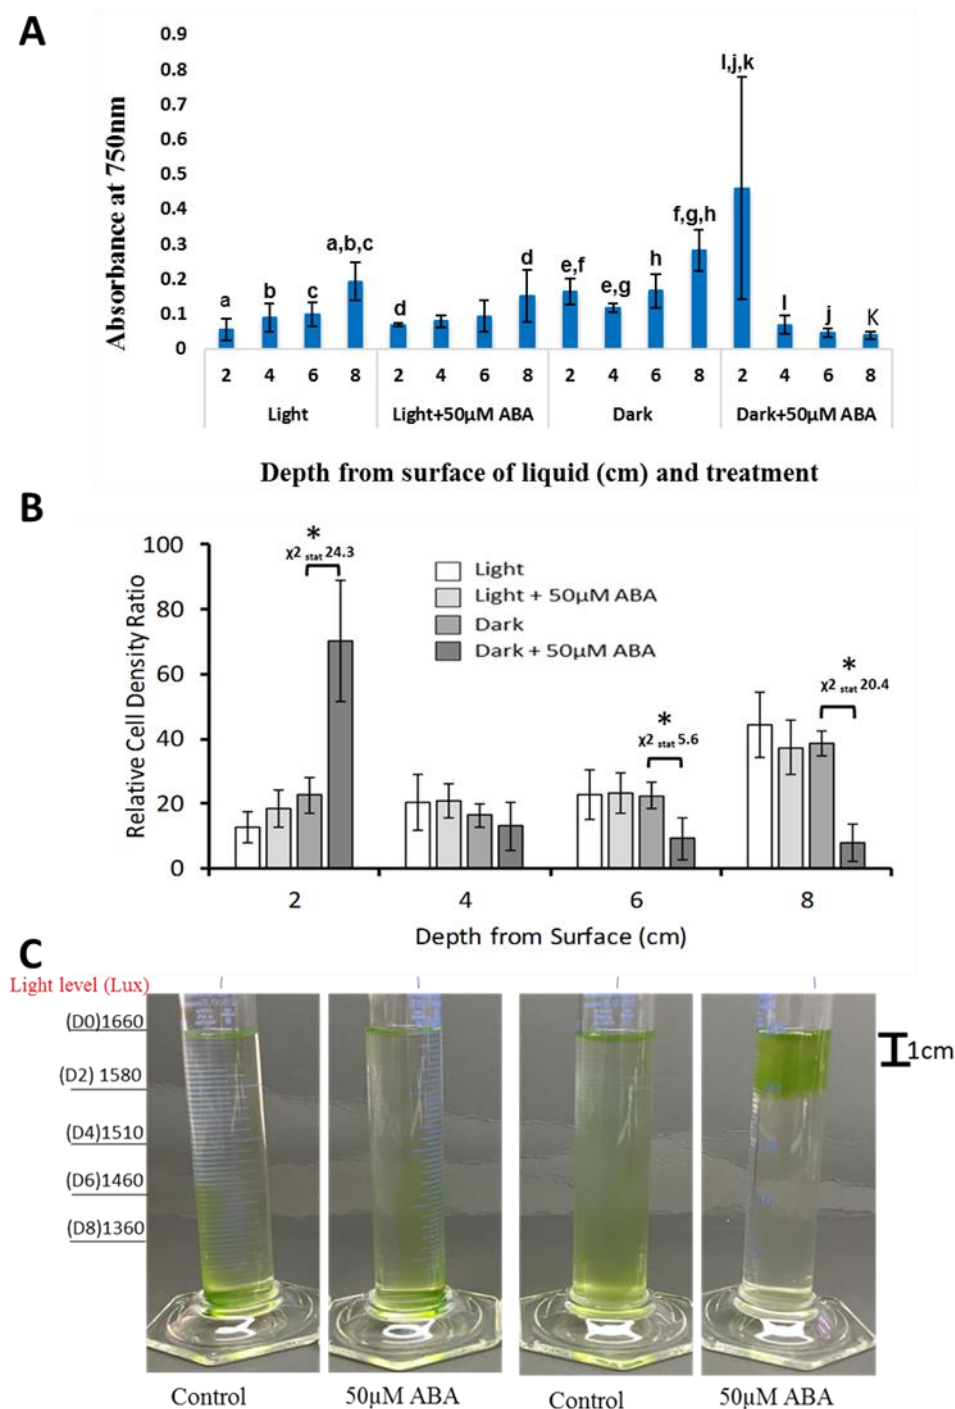 A
0.9
0.8
0.7
0.6
0.5
0.4
0.3
0.2
0.1
0
Absorbance at 750nm
a
b
c
a,b,c
d
d
e,f
e,g
h
f,g,h
l,j,k
l
j
K
2 4 6 8 2 4 6 8 2 4 6 8 2 4 6 8
Light Light+50µM ABA Dark Dark+50µM ABA
Depth from surface of liquid (cm) and treatment
B
100
80
60
40
20
0
Relative Cell Density Ratio
*
χ2 stat 24.3
Light
Light + 50µM ABA
Dark
Dark + 50µM ABA
*
χ2 stat 5.6
*
χ2 stat 20.4
2 4 6 8
Depth from Surface (cm)
C
Light level (Lux)
(D0)1660
(D2) 1580
(D4)1510
(D6)1460
(D8)1360
1cm
Control 50µM ABA Control 50µM ABA